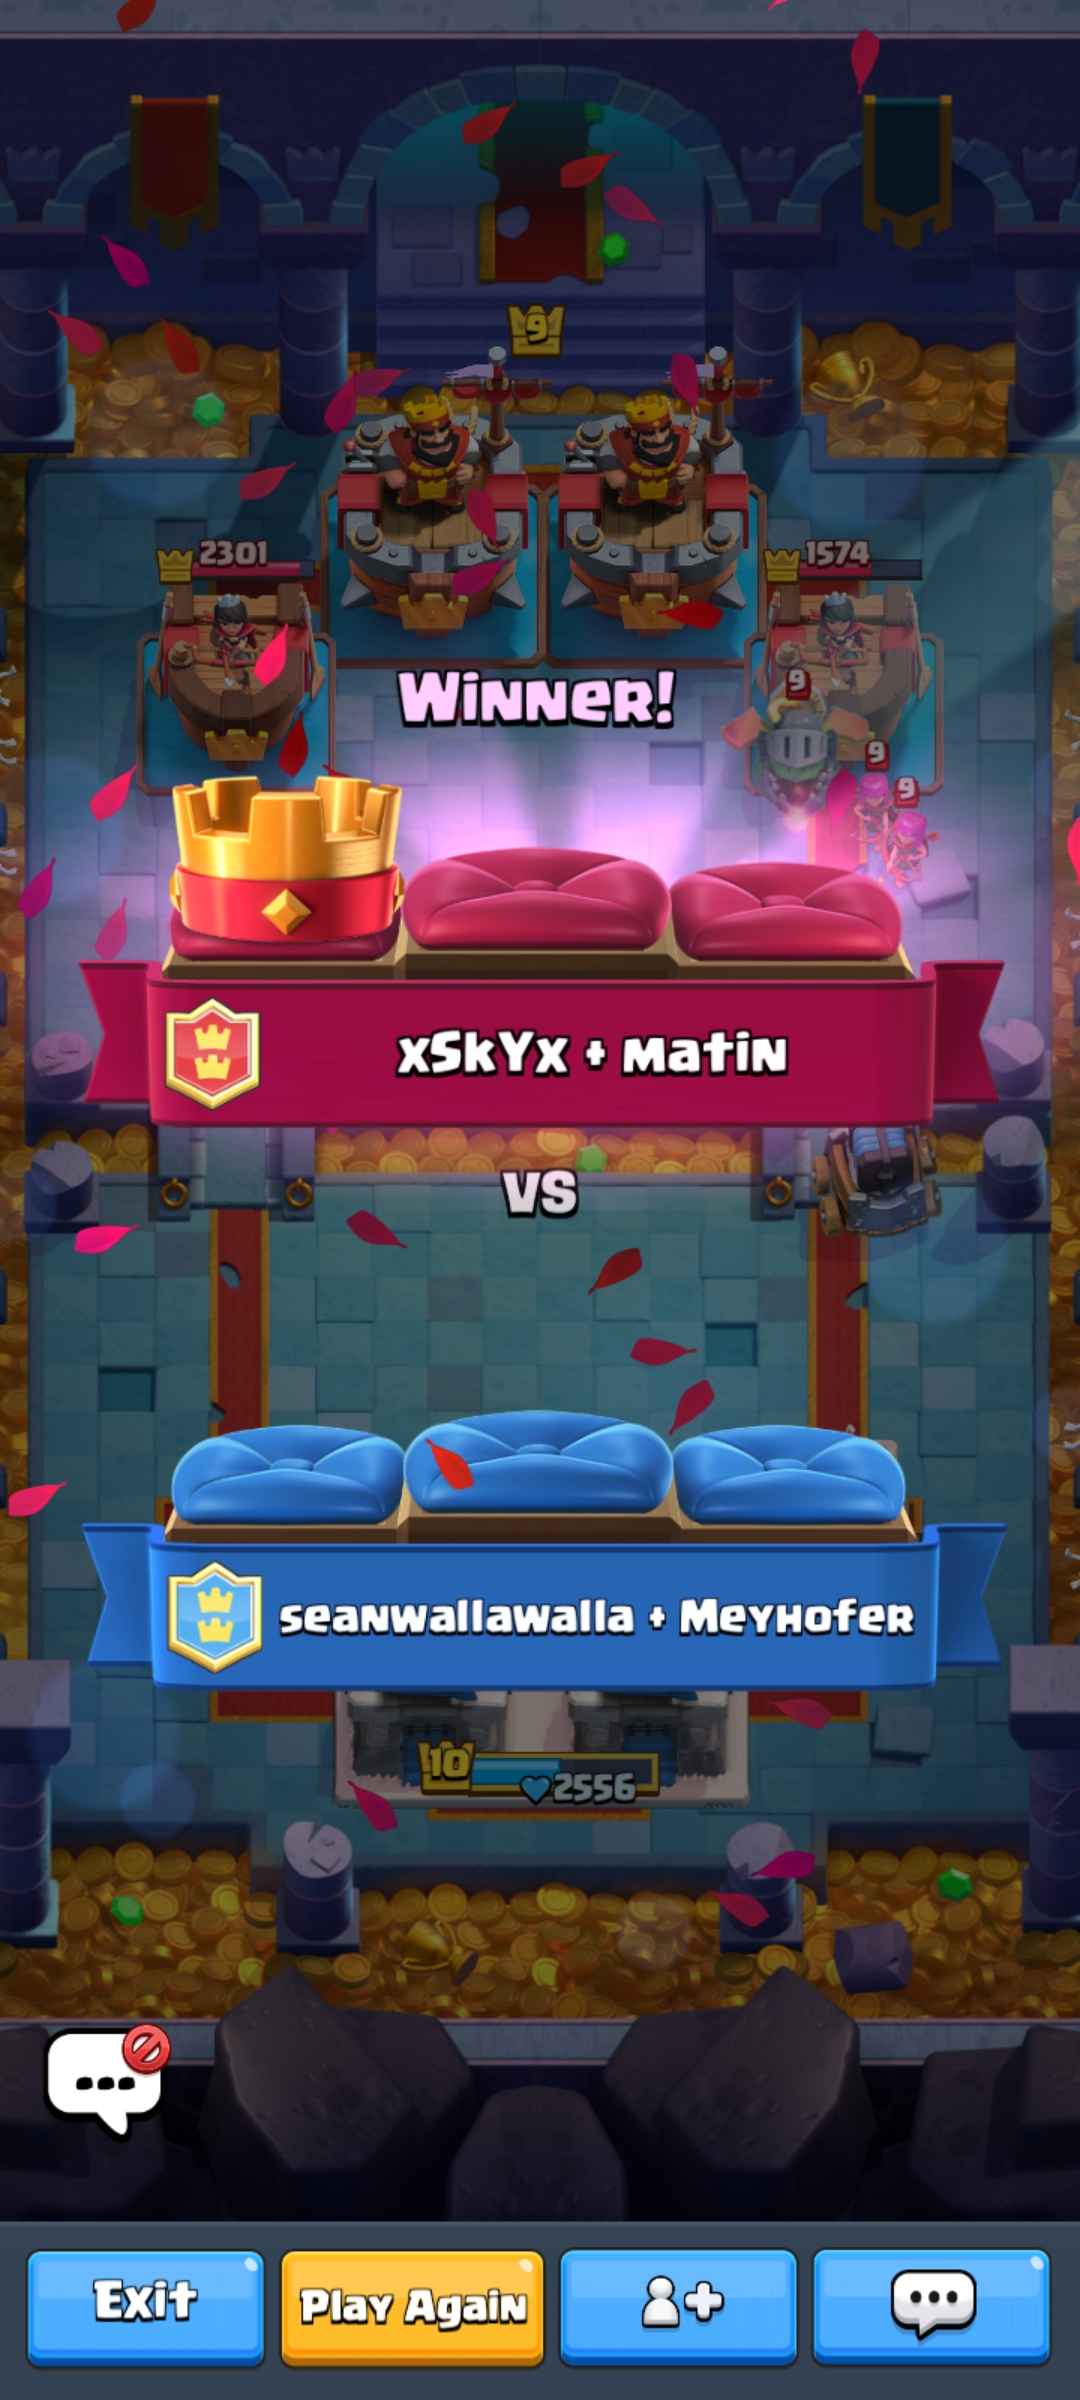 9
2301
1574
Winner!
9
9
9
xSkYx + Matin
VS
seanwallawalla + Meyhofer
10
2556
Exit
Play Again